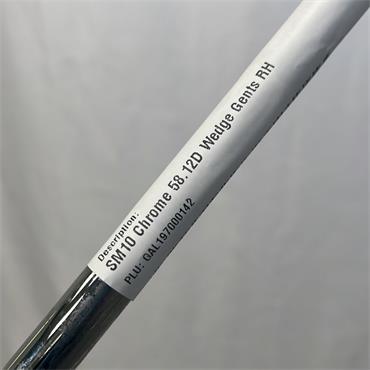 Description:
SM10 Chrome 58.12D Wedge Gents RH
PLU: GAL197000142